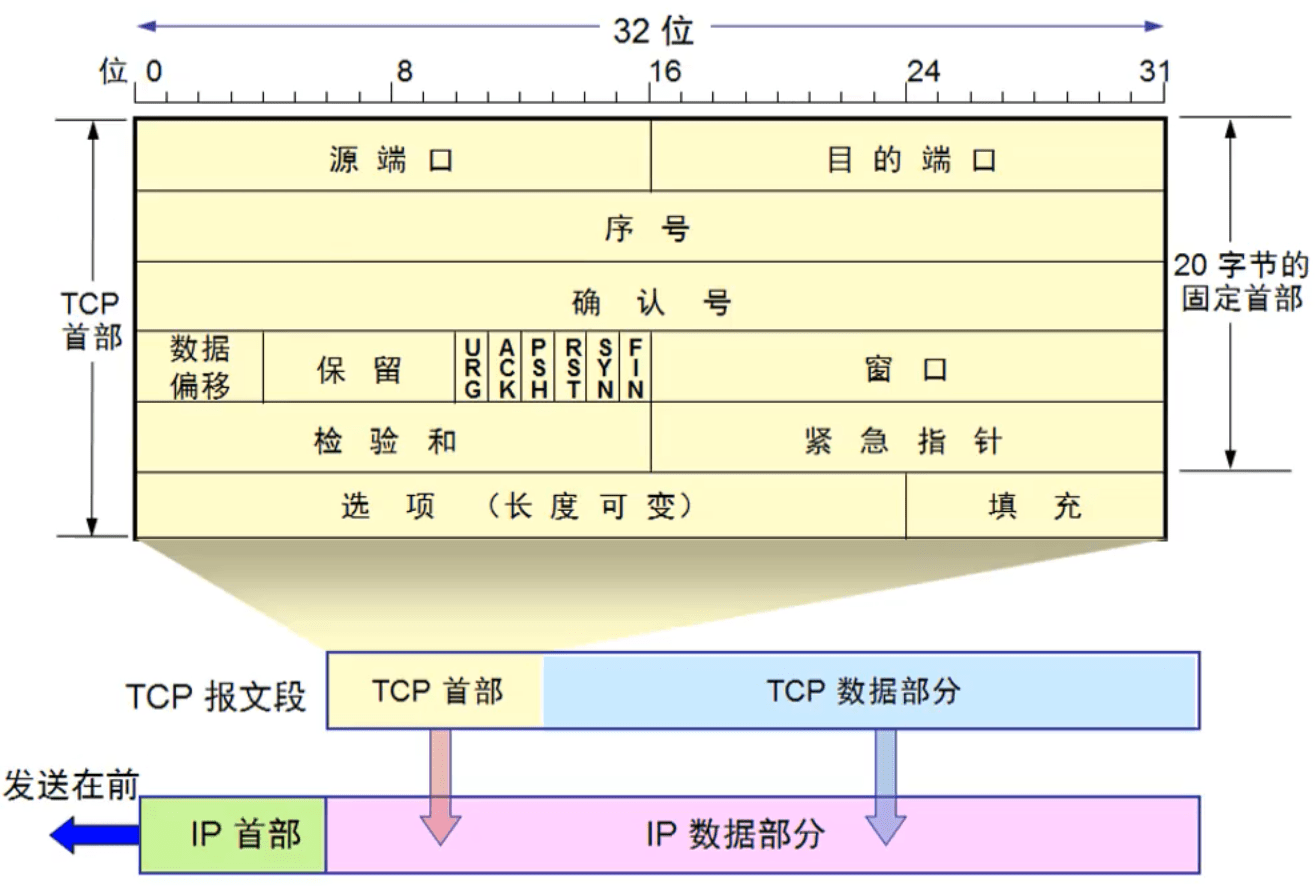 32 位
位 0 8 16 24 31
源 端 口 目 的 端 口
序 号
确 认 号
TCP
首部
20 字节的
固定首部
数据
偏移
保 留
URG
ACK
PSH
RST
SYN
FIN
窗 口
检 验 和 紧 急 指 针
选 项 （长 度 可 变） 填 充
TCP 报文段 TCP 首部 TCP 数据部分
发送在前
IP 首部 IP 数据部分